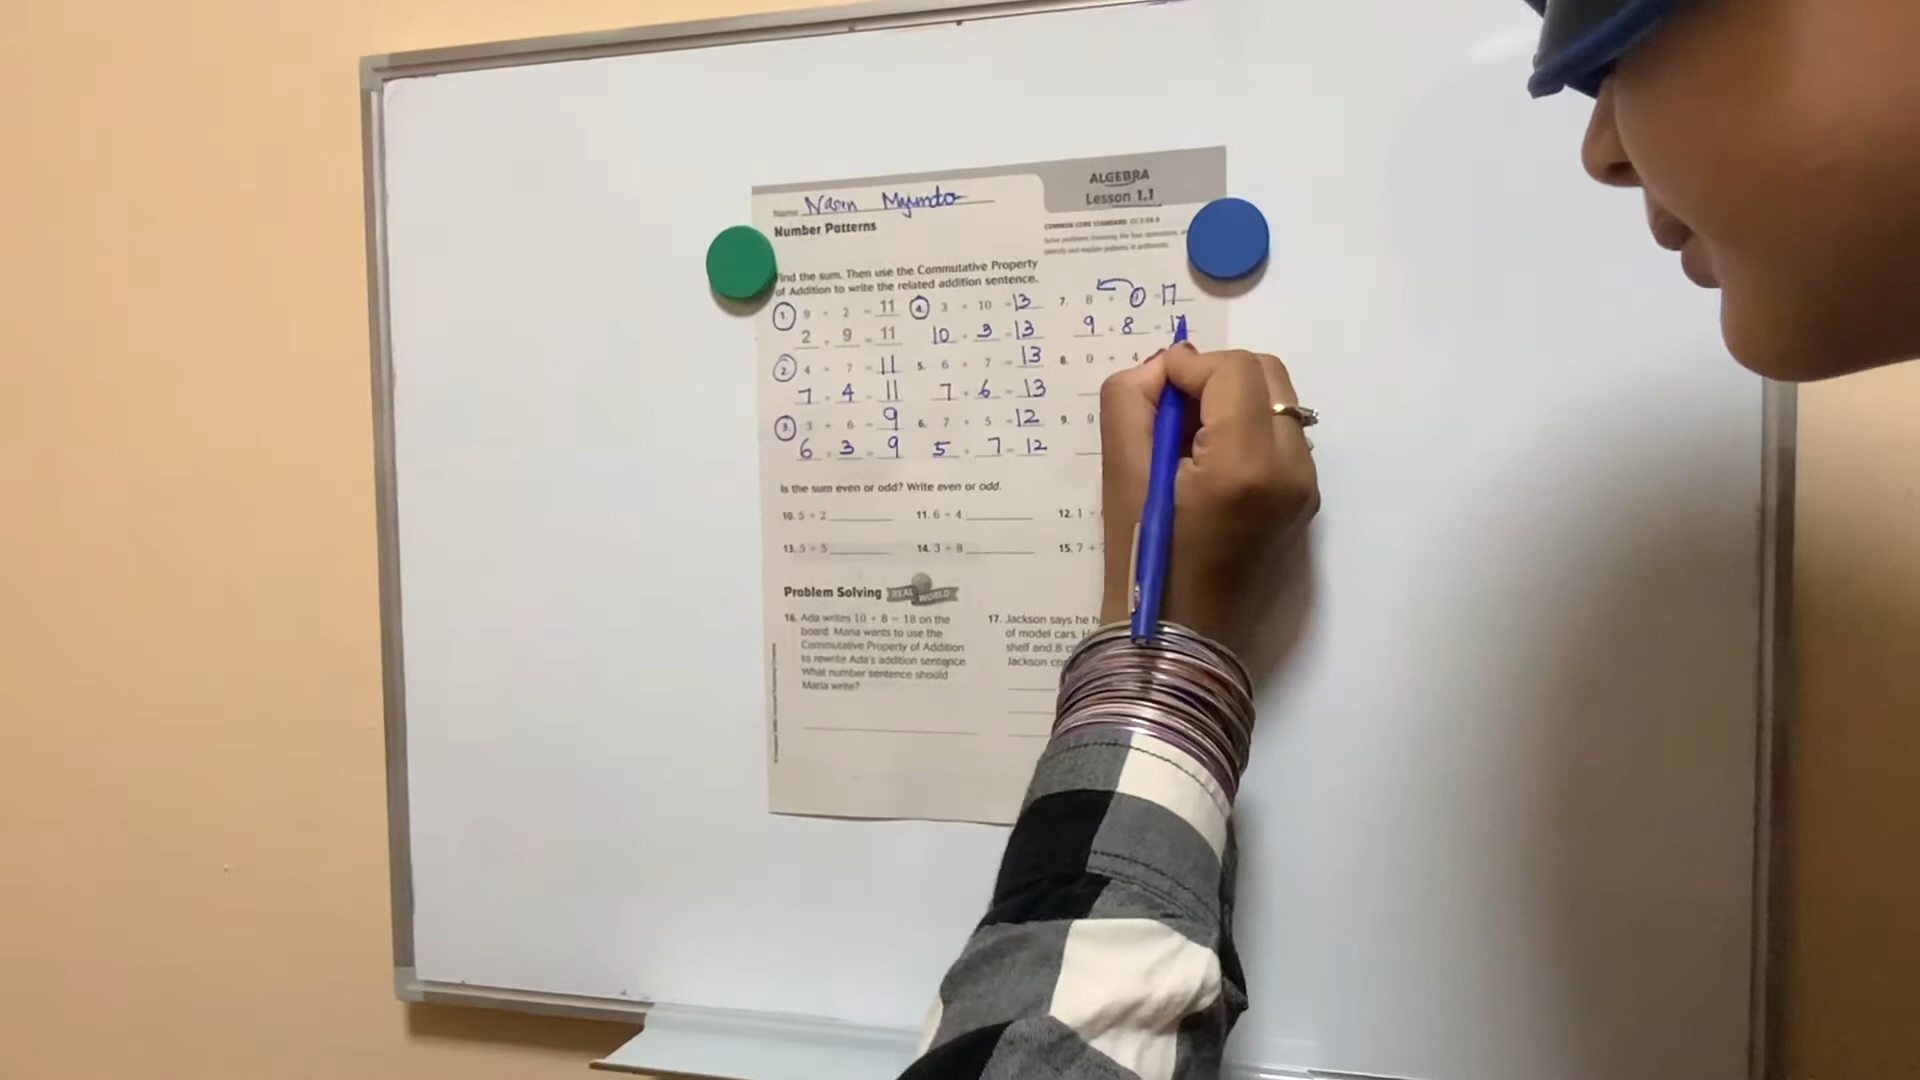 ALGEBRA
Lesson 1.1
Name Nasrin
Number Patterns
COMMON CORE STANDARD
Find the sum. Then use the Commutative Property
of Addition to write the related addition sentence.
1. 9 + 2 = 11
2 + 9 = 11
2. 4 + 7 = 11
7 + 4 = 11
3. 3 + 6 = 9
6 + 3 = 9
4. 3 + 10 = 13
10 + 3 = 13
5. 6 + 7 = 13
7 + 6 = 13
6. 7 + 5 = 12
5 + 7 = 12
7. 8 + 9 = 17
9 + 8 = 17
8. 0 + 4
9. 9
Is the sum even or odd? Write even or odd.
10. 5 + 2
11. 6 + 4
12. 1 +
13. 5 + 5
14. 3 + 8
15. 7 +
Problem Solving REAL WORLD
16. Ada writes 10 + 8 = 18 on the
board. Maria wants to use the
Commutative Property of Addition
to rewrite Ada's addition sentence.
What number sentence should
Maria write?
17. Jackson says he h
of model cars. H
shelf and 8 c
Jackson co